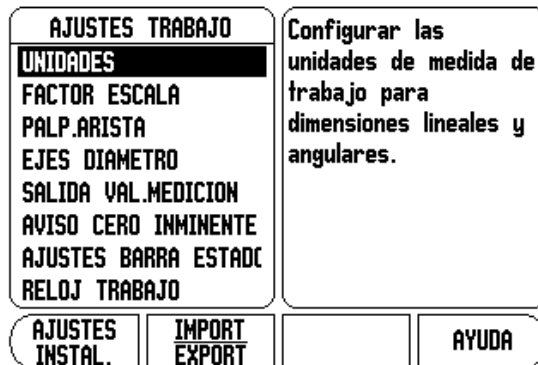 AJUSTES TRABAJO
UNIDADES
FACTOR ESCALA
PALP.ARISTA
EJES DIAMETRO
SALIDA VAL.MEDICION
AVISO CERO INMINENTE
AJUSTES BARRA ESTADO
RELOJ TRABAJO
Configurar las
unidades de medida de
trabajo para
dimensiones lineales y
angulares.
AJUSTES
INSTAL.
IMPORT
EXPORT
AYUDA